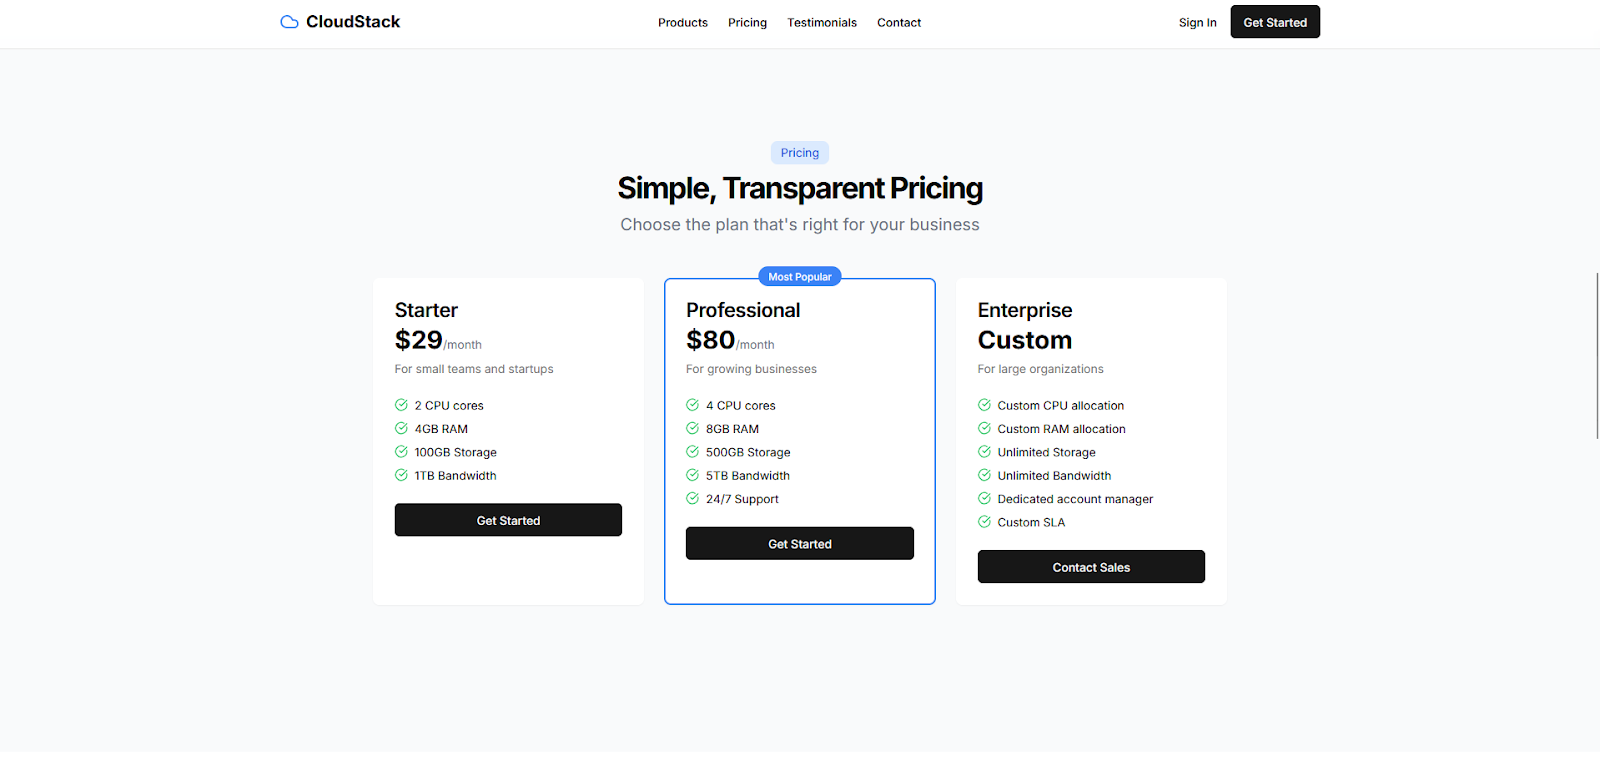 CloudStack
Products Pricing Testimonials Contact
Sign In Get Started
Pricing
Simple, Transparent Pricing
Choose the plan that's right for your business
Starter
$29/month
For small teams and startups
2 CPU cores
4GB RAM
100GB Storage
1TB Bandwidth
Get Started
Most Popular
Professional
$80/month
For growing businesses
4 CPU cores
8GB RAM
500GB Storage
5TB Bandwidth
24/7 Support
Get Started
Enterprise
Custom
For large organizations
Custom CPU allocation
Custom RAM allocation
Unlimited Storage
Unlimited Bandwidth
Dedicated account manager
Custom SLA
Contact Sales